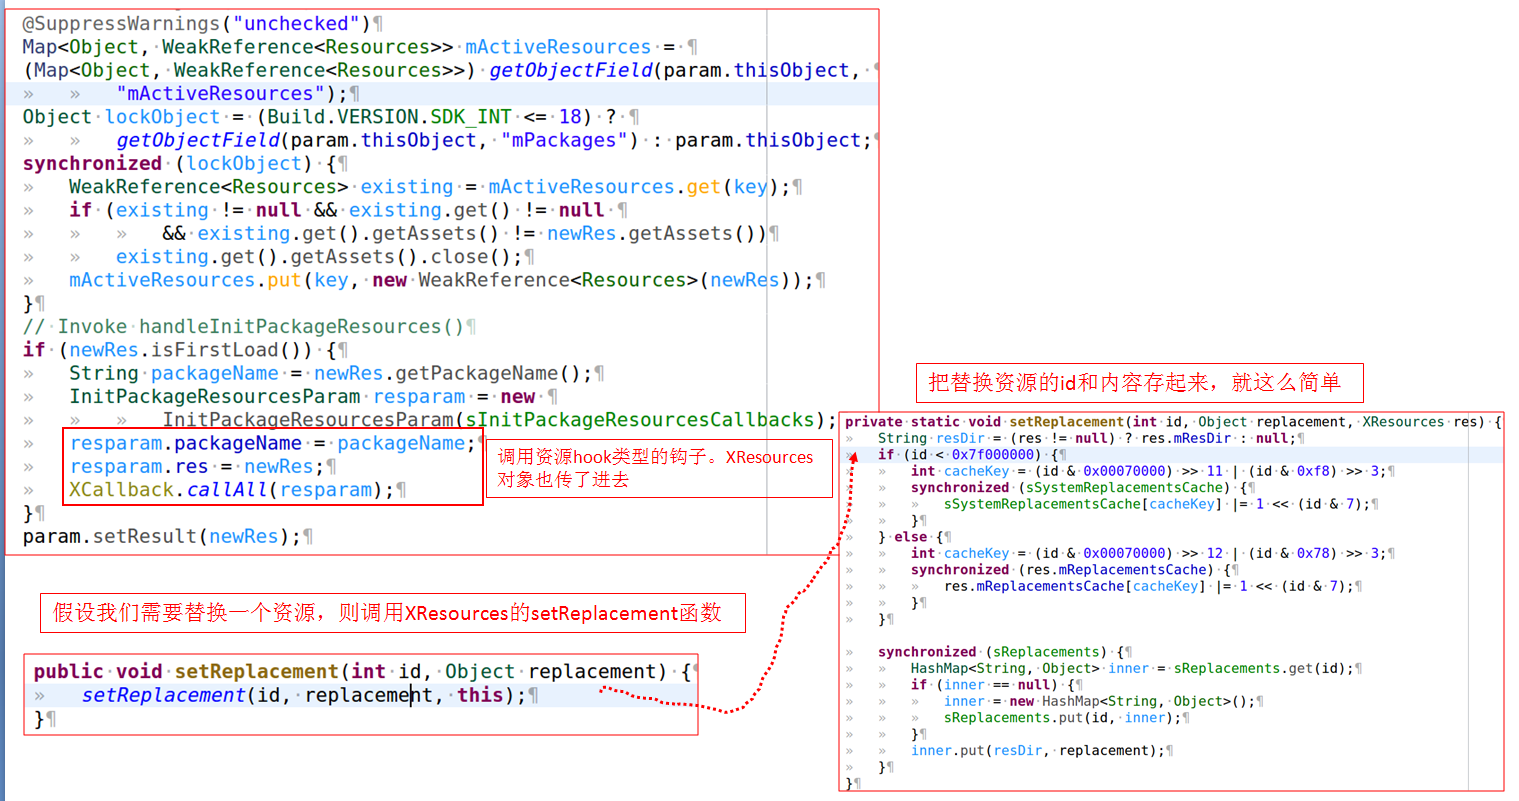 @SuppressWarnings("unchecked")¶
Map<Object, WeakReference<Resources>> mActiveResources = ¶
(Map<Object, WeakReference<Resources>>) getObjectField(param.thisObject, ¶
» » "mActiveResources");¶
Object lockObject = (Build.VERSION.SDK_INT <= 18) ? ¶
» » getObjectField(param.thisObject, "mPackages") : param.thisObject;¶
synchronized (lockObject) {¶
» WeakReference<Resources> existing = mActiveResources.get(key);¶
» if (existing != null && existing.get() != null ¶
» » » && existing.get().getAssets() != newRes.getAssets())¶
» » existing.get().getAssets().close();¶
» mActiveResources.put(key, new WeakReference<Resources>(newRes));¶
}¶
// Invoke handleInitPackageResources()¶
if (newRes.isFirstLoad()) {¶
» String packageName = newRes.getPackageName();¶
» InitPackageResourcesParam resparam = new ¶
» » » InitPackageResourcesParam(sInitPackageResourcesCallbacks);
» resparam.packageName = packageName;¶
» resparam.res = newRes;¶
» XCallback.callAll(resparam);¶
}¶
param.setResult(newRes);¶
调用资源hook类型的钩子。XResources
对象也传了进去
假设我们需要替换一个资源，则调用XResources的setReplacement函数
public void setReplacement(int id, Object replacement) {¶
» setReplacement(id, replacement, this);¶
}¶
把替换资源的id和内容存起来，就这么简单
private static void setReplacement(int id, Object replacement, XResources res) {
» String resDir = (res != null) ? res.mResDir : null;¶
» if (id < 0x7f000000) {¶
» » int cacheKey = (id & 0x00070000) >> 11 | (id & 0xf8) >> 3;¶
» » synchronized (sSystemReplacementsCache) {¶
» » » sSystemReplacementsCache[cacheKey] |= 1 << (id & 7);¶
» » }¶
» } else {¶
» » int cacheKey = (id & 0x00070000) >> 12 | (id & 0x78) >> 3;¶
» » synchronized (res.mReplacementsCache) {¶
» » » res.mReplacementsCache[cacheKey] |= 1 << (id & 7);¶
» » }¶
» }¶
» synchronized (sReplacements) {¶
» » HashMap<String, Object> inner = sReplacements.get(id);¶
» » if (inner == null) {¶
» » » inner = new HashMap<String, Object>();¶
» » » sReplacements.put(id, inner);¶
» » }¶
» » inner.put(resDir, replacement);¶
» }¶
}¶